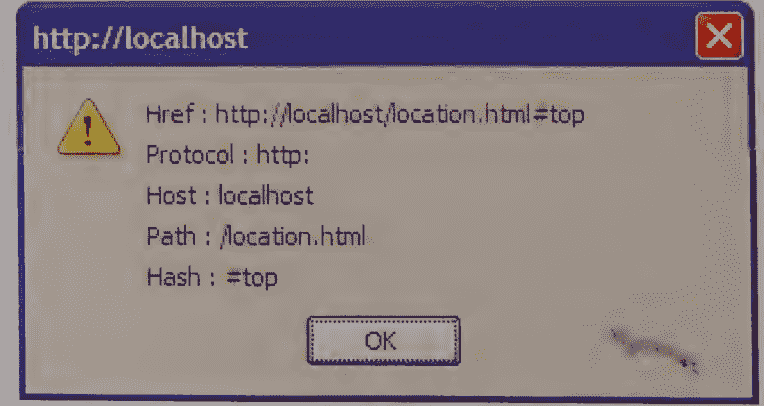 http://localhost
Href : http://localhost/location.html#top
Protocol : http:
Host : localhost
Path : /location.html
Hash : #top
OK